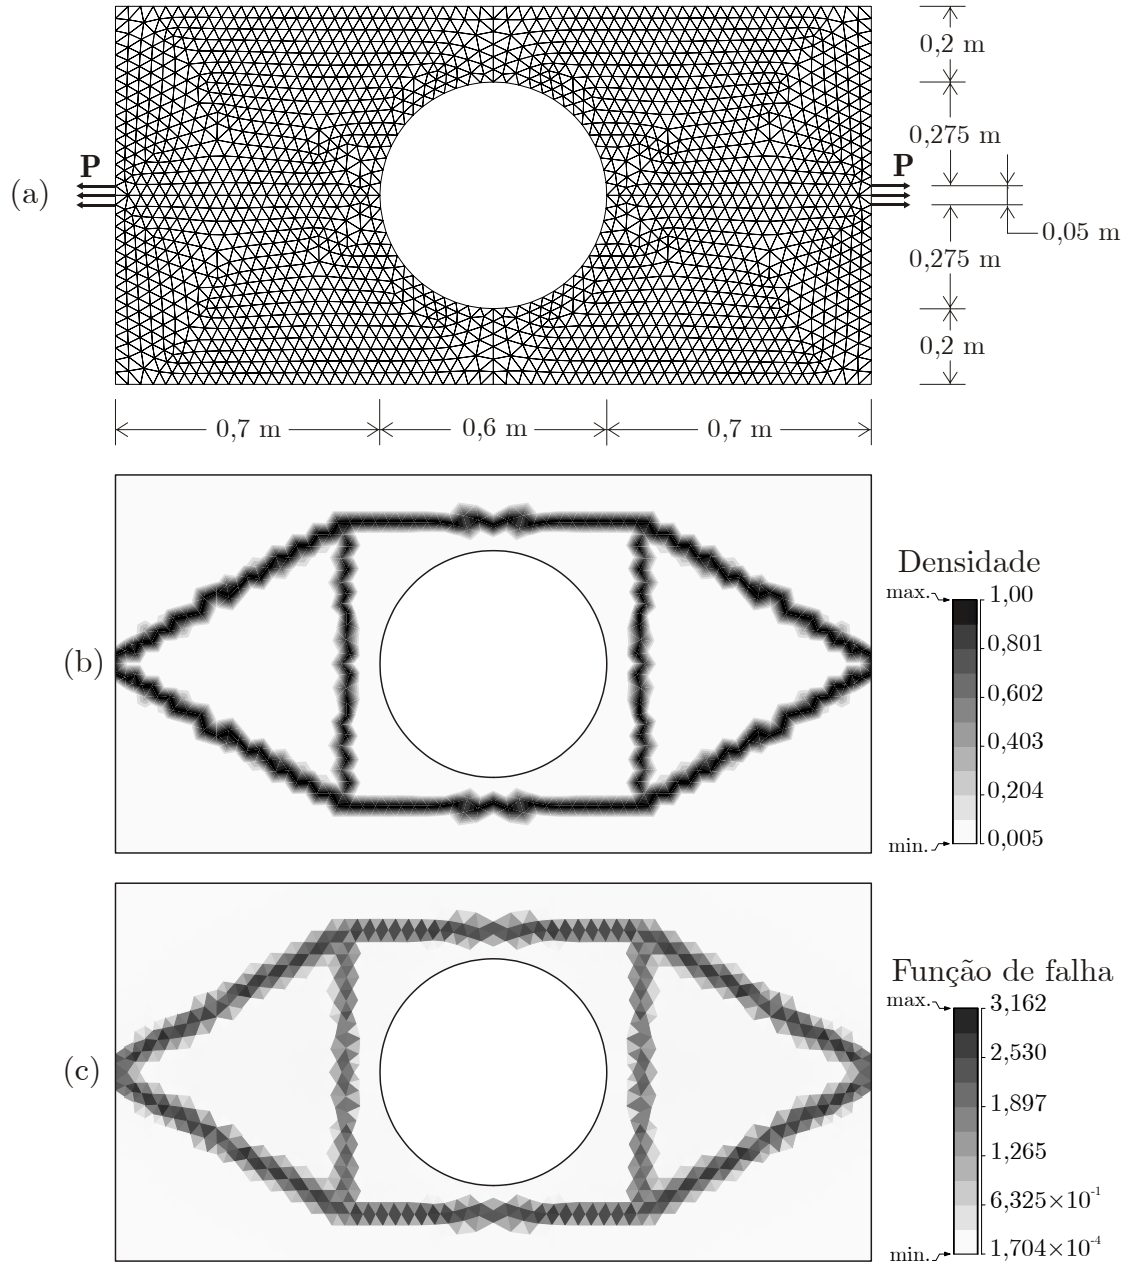 0,2 m
0,275 m
P
P
(a)
0,05 m
0,275 m
0,2 m
0,7 m
0,6 m
0,7 m
Densidade
max.
1,00
0,801
(b)
0,602
0,403
0,204
min.
0,005
Função de falha
max.
3,162
2,530
(c)
1,897
1,265
6,325×10⁻¹
min.
1,704×10⁻⁴